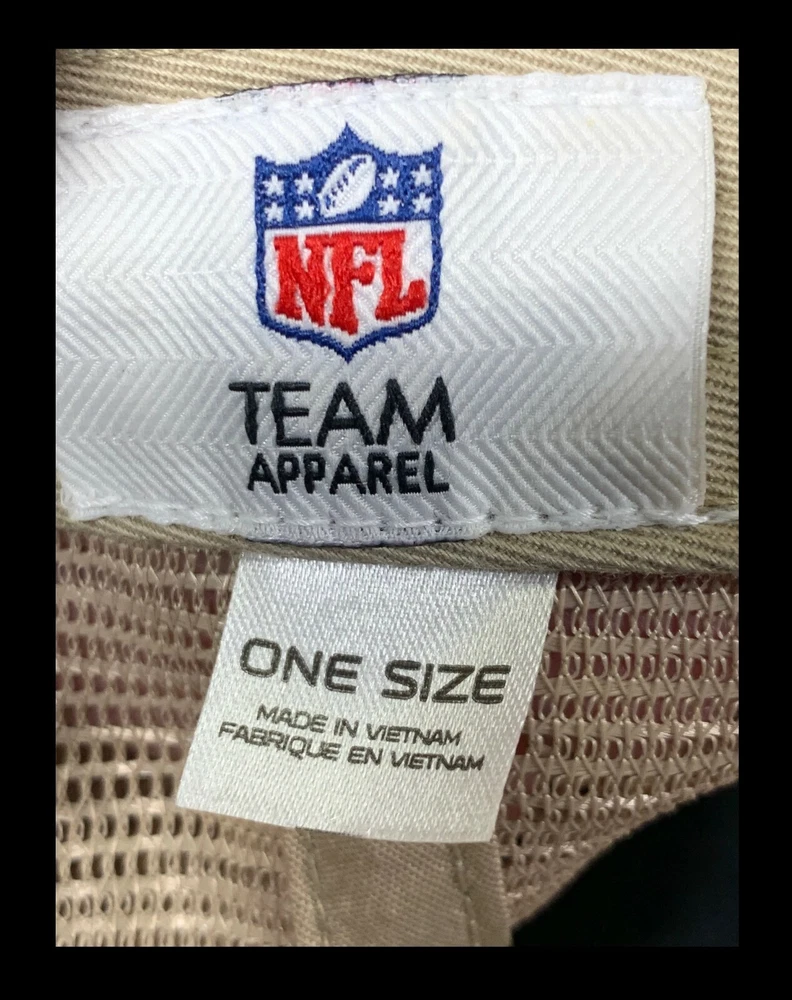 NFL
TEAM
APPAREL
ONE SIZE
MADE IN VIETNAM
FABRIQUE EN VIETNAM